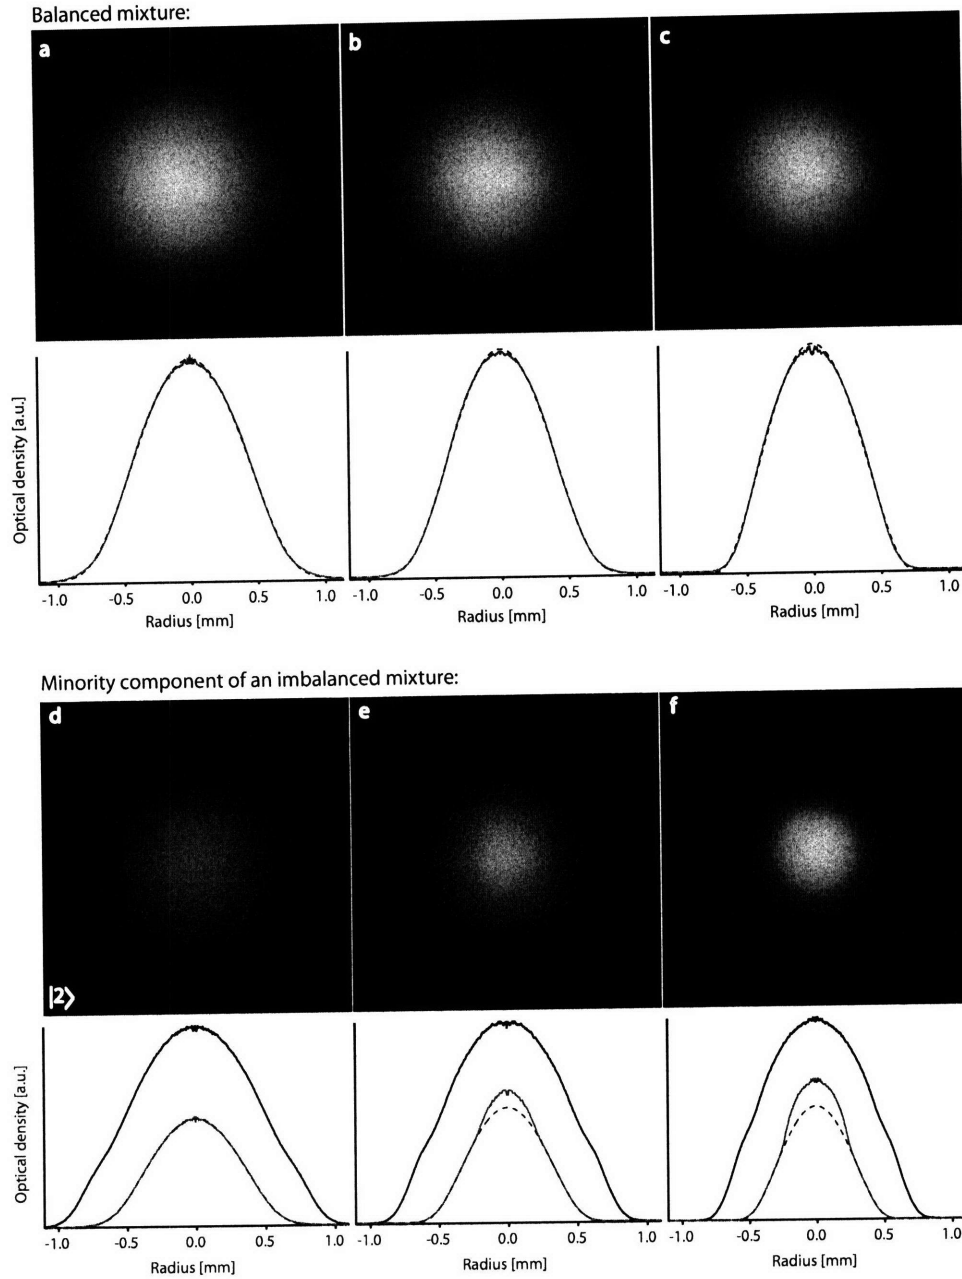 Balanced mixture:
a
b
c
Optical density [a.u.]
-1.0 -0.5 0.0 0.5 1.0
-1.0 -0.5 0.0 0.5 1.0
-1.0 -0.5 0.0 0.5 1.0
Radius [mm]
Radius [mm]
Radius [mm]
Minority component of an imbalanced mixture:
d
e
f
|2⟩
Optical density [a.u.]
-1.0 -0.5 0.0 0.5 1.0
-1.0 -0.5 0.0 0.5 1.0
-1.0 -0.5 0.0 0.5 1.0
Radius [mm]
Radius [mm]
Radius [mm]